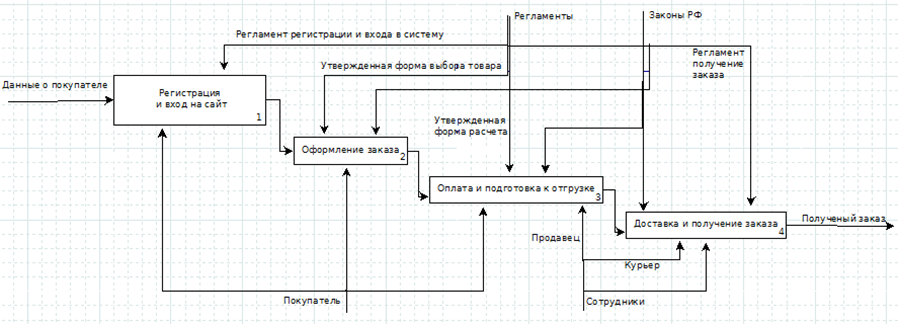 Регламенты
Законы РФ
Регламент регистрации и входа в систему
Регламент
получение
заказа
Утвержденная форма выбора товара
Данные о покупателе
Регистрация
и вход на сайт
1
Утвержденная
форма расчета
Оформление заказа
2
Оплата и подготовка к отгрузке
3
Доставка и получение заказа
4
Полученый заказ
Продавец
Курьер
Покупатель
Сотрудники